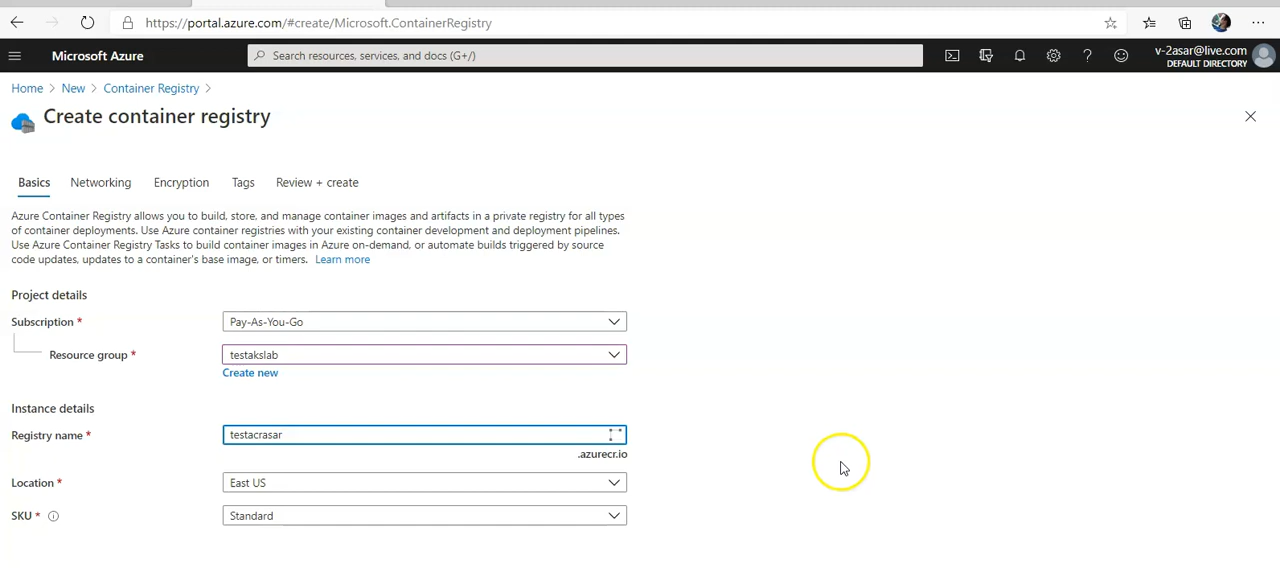 https://portal.azure.com/#create/Microsoft.ContainerRegistry
Microsoft Azure
Search resources, services, and docs (G+/)
v-2asar@live.com
DEFAULT DIRECTORY
Home > New > Container Registry >
Create container registry
Basics Networking Encryption Tags Review + create
Azure Container Registry allows you to build, store, and manage container images and artifacts in a private registry for all types
of container deployments. Use Azure container registries with your existing container development and deployment pipelines.
Use Azure Container Registry Tasks to build container images in Azure on-demand, or automate builds triggered by source
code updates, updates to a container's base image, or timers. Learn more
Project details
Subscription * Pay-As-You-Go
Resource group * testakslab
Create new
Instance details
Registry name * testacrasar
.azurecr.io
Location * East US
SKU * Standard